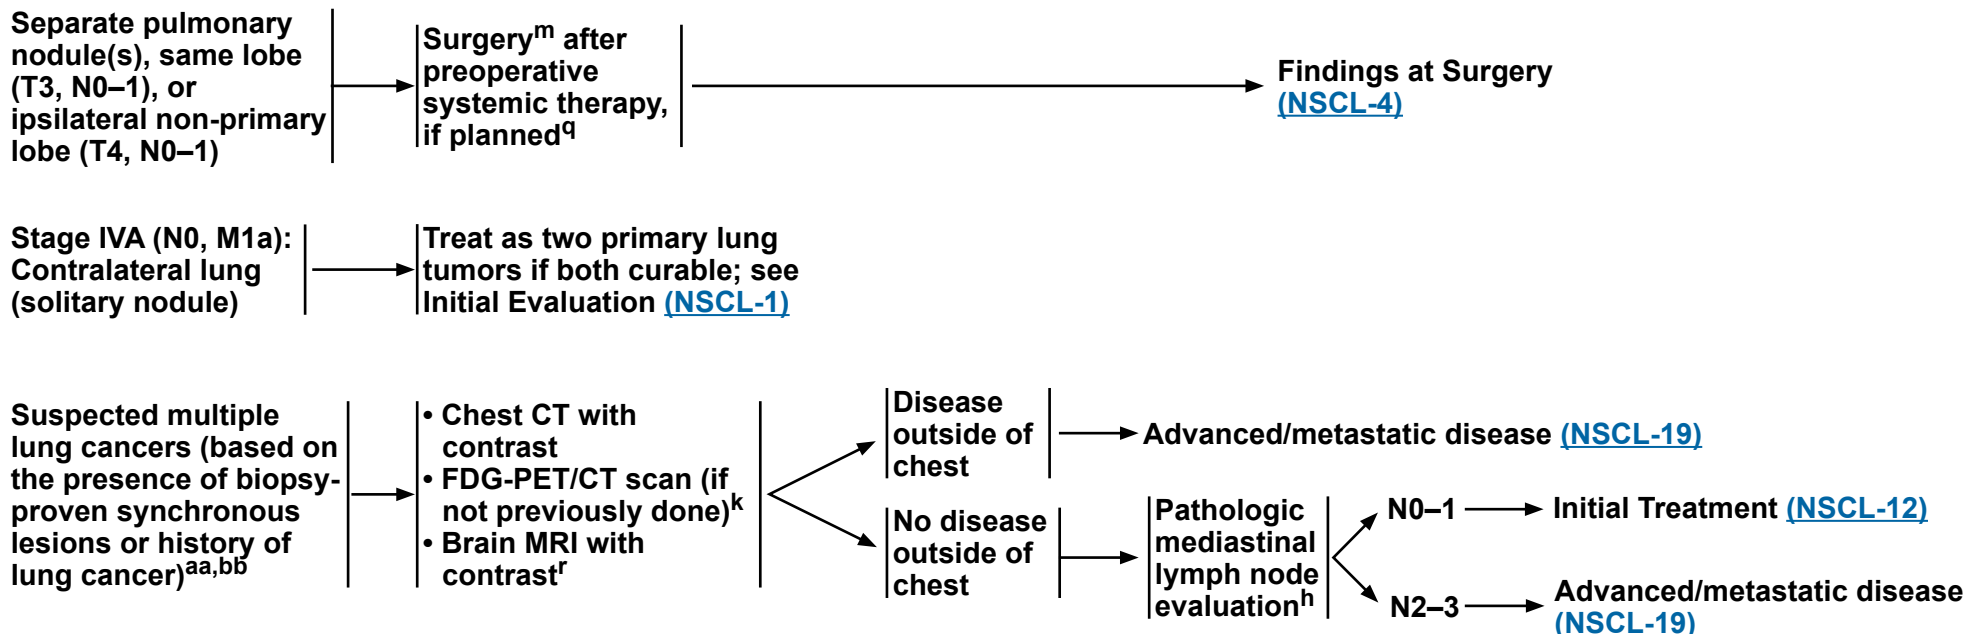 Separate pulmonary
nodule(s), same lobe
(T3, N0–1), or
ipsilateral non-primary
lobe (T4, N0–1)
Surgerym after
preoperative
systemic therapy,
if plannedq
Findings at Surgery
(NSCL-4)
Stage IVA (N0, M1a):
Contralateral lung
(solitary nodule)
Treat as two primary lung
tumors if both curable; see
Initial Evaluation (NSCL-1)
Suspected multiple
lung cancers (based on
the presence of biopsy-
proven synchronous
lesions or history of
lung cancer)aa,bb
• Chest CT with
contrast
• FDG-PET/CT scan (if
not previously done)k
• Brain MRI with
contrastr
Disease
outside of
chest
Advanced/metastatic disease (NSCL-19)
No disease
outside of
chest
Pathologic
mediastinal
lymph node
evaluationh
N0–1
Initial Treatment (NSCL-12)
N2–3
Advanced/metastatic disease
(NSCL-19)